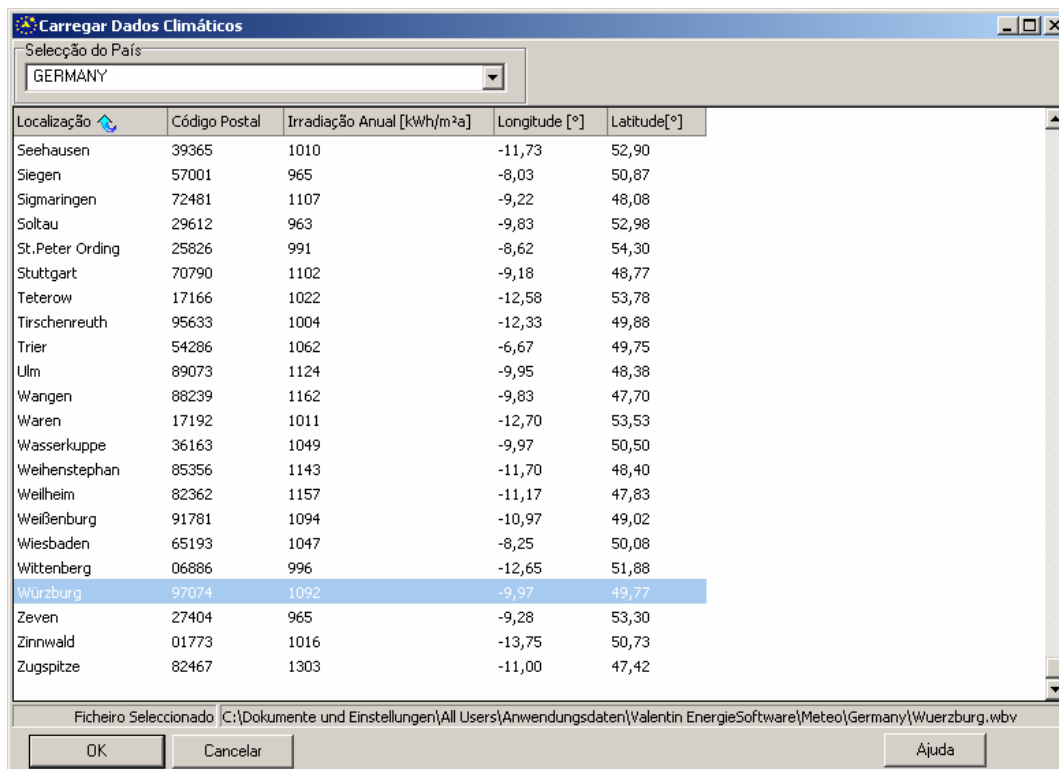 Carregar Dados Climáticos
Selecção do País
GERMANY
Localização Código Postal Irradiação Anual [kWh/m²a] Longitude [°] Latitude[°]
Seehausen 39365 1010 -11,73 52,90
Siegen 57001 965 -8,03 50,87
Sigmaringen 72481 1107 -9,22 48,08
Soltau 29612 963 -9,83 52,98
St.Peter Ording 25826 991 -8,62 54,30
Stuttgart 70790 1102 -9,18 48,77
Teterow 17166 1022 -12,58 53,78
Tirschenreuth 95633 1004 -12,33 49,88
Trier 54286 1062 -6,67 49,75
Ulm 89073 1124 -9,95 48,38
Wangen 88239 1162 -9,83 47,70
Waren 17192 1011 -12,70 53,53
Wasserkuppe 36163 1049 -9,97 50,50
Weihenstephan 85356 1143 -11,70 48,40
Weilheim 82362 1157 -11,17 47,83
Weißenburg 91781 1094 -10,97 49,02
Wiesbaden 65193 1047 -8,25 50,08
Wittenberg 06886 996 -12,65 51,88
Würzburg 97074 1092 -9,97 49,77
Zeven 27404 965 -9,28 53,30
Zinnwald 01773 1016 -13,75 50,73
Zugspitze 82467 1303 -11,00 47,42
Ficheiro Seleccionado C:\Dokumente und Einstellungen\All Users\Anwendungsdaten\Valentin EnergieSoftware\Meteo\Germany\Wuerzburg.wbv
OK Cancelar Ajuda